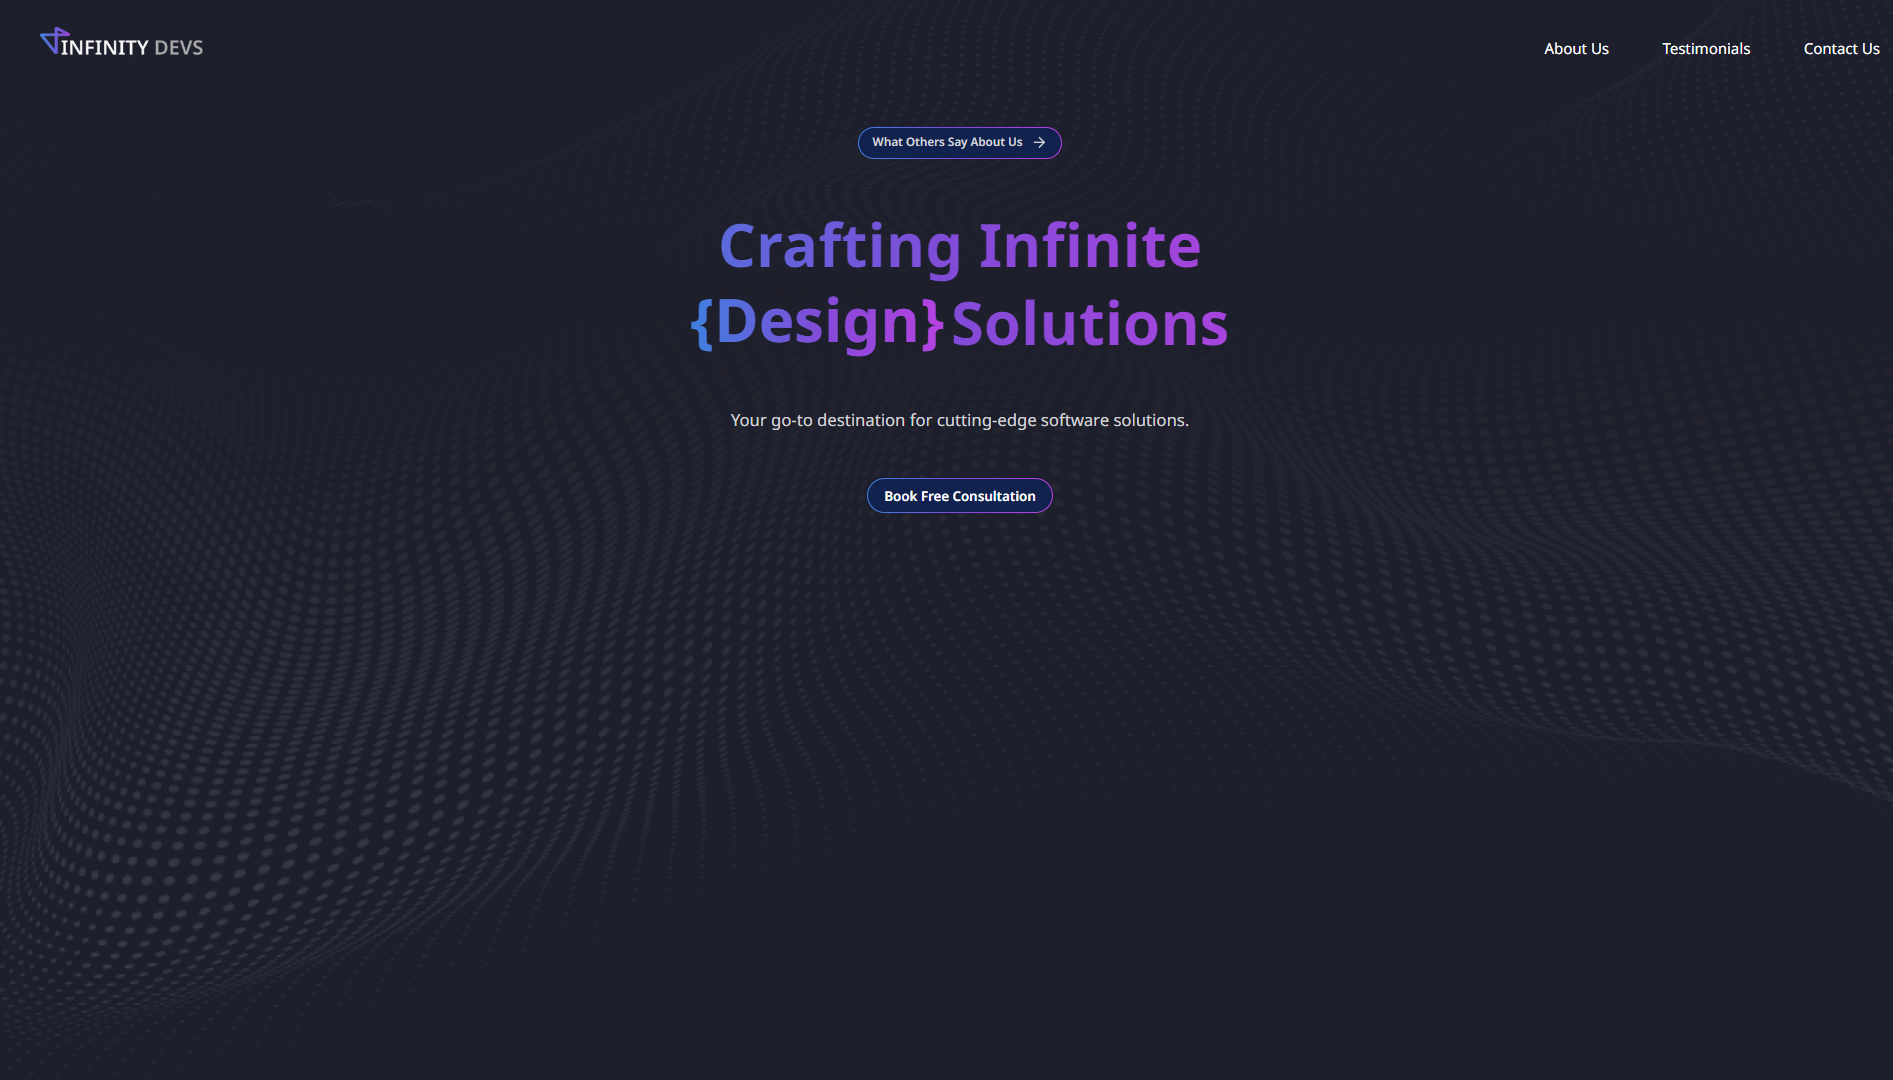 INFINITY DEVS
About Us
Testimonials
Contact Us
What Others Say About Us →
Crafting Infinite
{Design} Solutions
Your go-to destination for cutting-edge software solutions.
Book Free Consultation